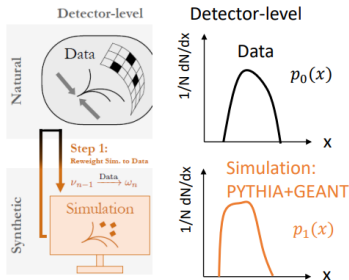 Detector-level
Natural
Data
Step 1:
Reweight Sim. to Data
νₙ₋₁ —Data→ ωₙ
Synthetic
Simulation
Detector-level
1/N dN/dx
Data
p₀(x)
x
1/N dN/dx
Simulation:
PYTHIA+GEANT
p₁(x)
x